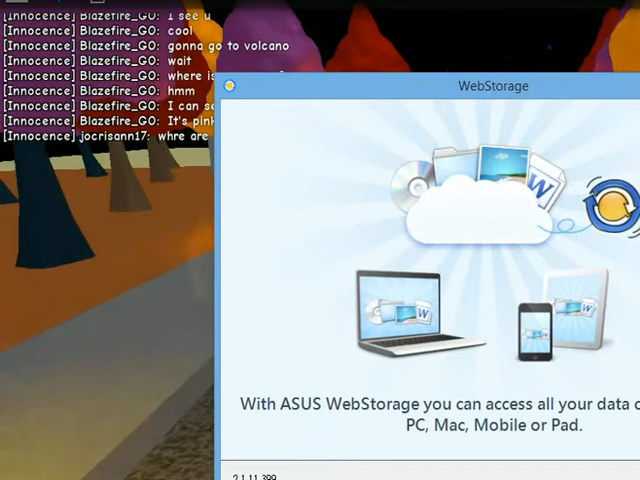 [Innocence] Blazefire_GO: I see u
[Innocence] Blazefire_GO: cool
[Innocence] Blazefire_GO: gonna go to volcano
[Innocence] Blazefire_GO: wait
[Innocence] Blazefire_GO: where is
[Innocence] Blazefire_GO: hmm
[Innocence] Blazefire_GO: I can se
[Innocence] Blazefire_GO: It's pink
[Innocence] jocrisann17: whre are
WebStorage
W
W
W
W
With ASUS WebStorage you can access all your data
PC, Mac, Mobile or Pad.
2.1.11.399